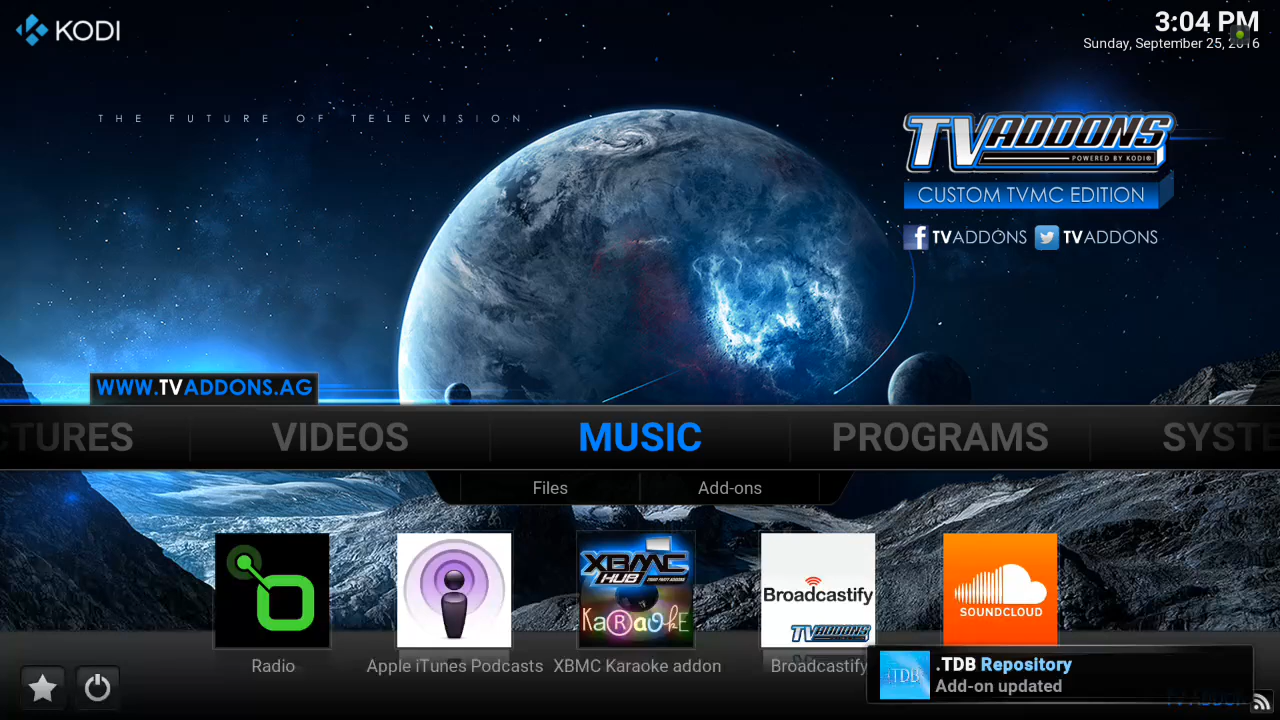 KODI
3:04 PM
Sunday, September 25, 2016
THE FUTURE OF TELEVISION
TVADDONS
POWERED BY KODI®
CUSTOM TVMC EDITION
f TVADDONS TVADDONS
WWW.TVADDONS.AG
CTURES VIDEOS MUSIC PROGRAMS SYSTE
Files Add-ons
XBMC
HUB
KaRaOkE
Broadcastify
TVADDONS
SOUNDCLOUD
Radio Apple iTunes Podcasts XBMC Karaoke addon Broadcastify
TDB
.TDB Repository
Add-on updated